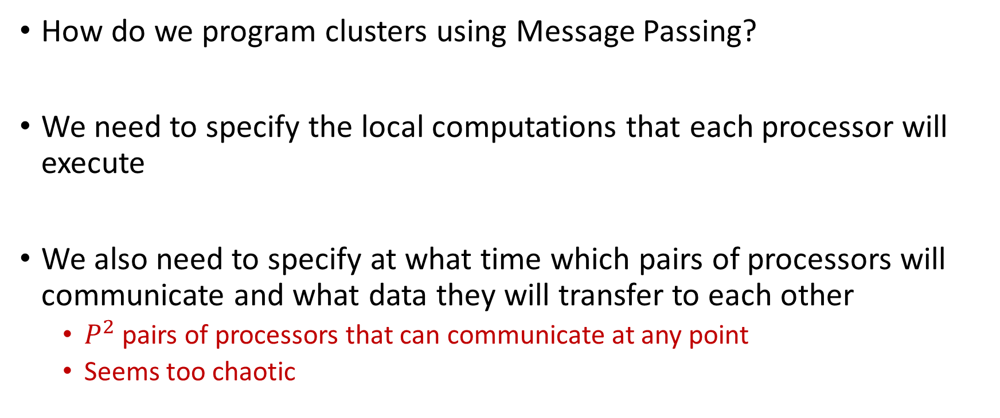 • How do we program clusters using Message Passing?
• We need to specify the local computations that each processor will
execute
• We also need to specify at what time which pairs of processors will
communicate and what data they will transfer to each other
• P² pairs of processors that can communicate at any point
• Seems too chaotic